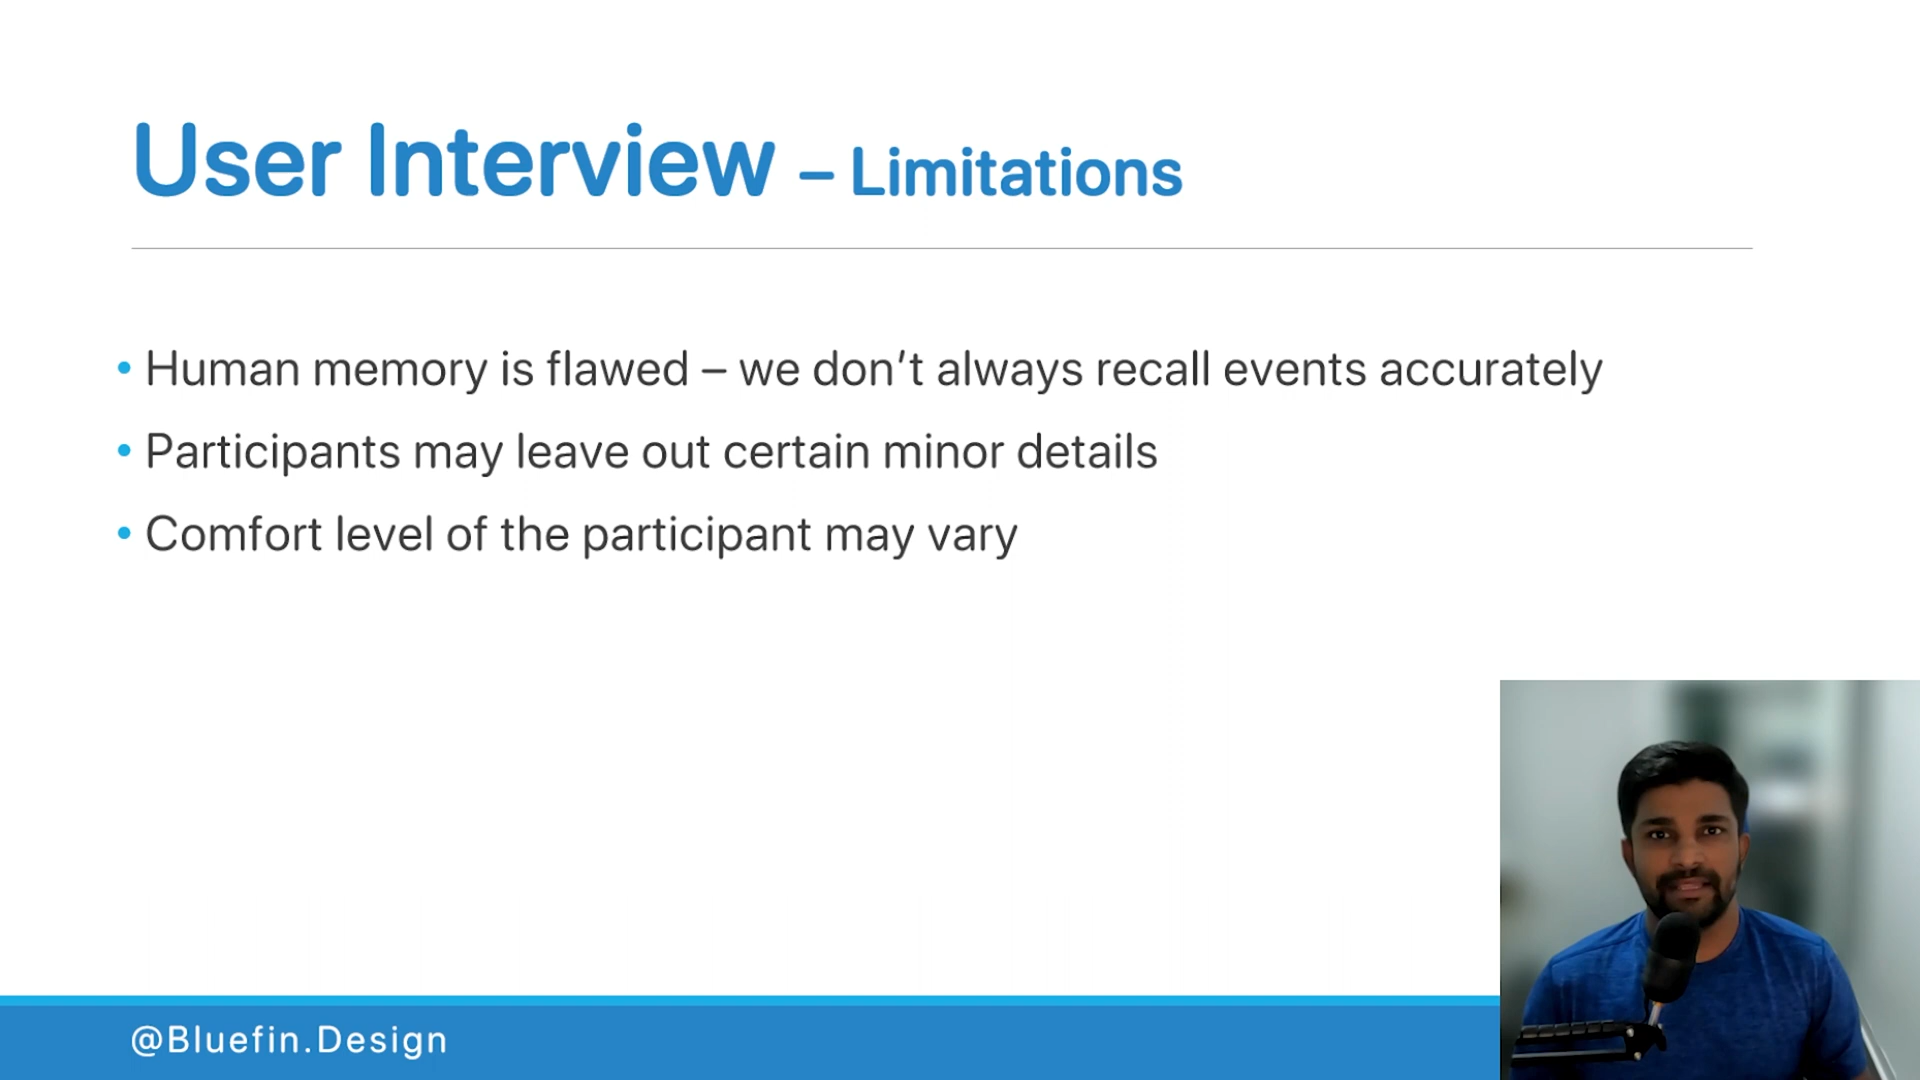 User Interview – Limitations
• Human memory is flawed – we don’t always recall events accurately
• Participants may leave out certain minor details
• Comfort level of the participant may vary
@Bluefin.Design